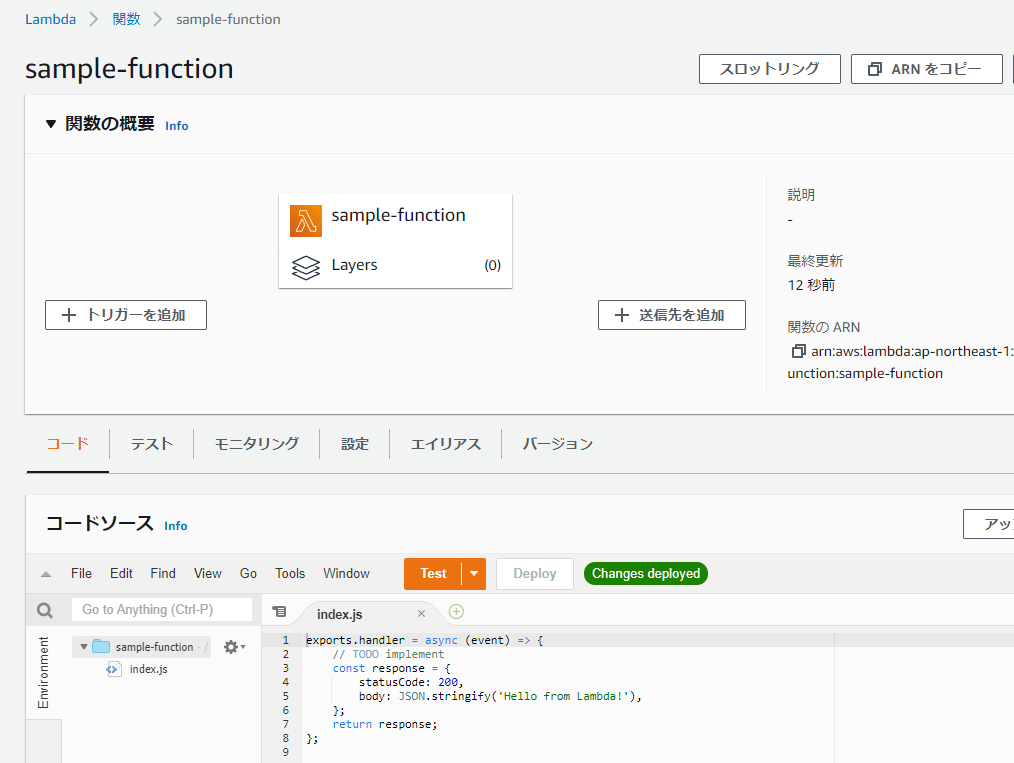 Lambda > 関数 > sample-function
sample-function
スロットリング
ARN をコピー
▼ 関数の概要 Info
sample-function
Layers (0)
+ トリガーを追加
+ 送信先を追加
説明
-
最終更新
12 秒前
関数の ARN
arn:aws:lambda:ap-northeast-1:
unction:sample-function
コード テスト モニタリング 設定 エイリアス バージョン
コードソース Info
アップ
File Edit Find View Go Tools Window Test Deploy Changes deployed
Go to Anything (Ctrl-P)
index.js ×
Environment
sample-function - /
index.js
1 exports.handler = async (event) => {
2 // TODO implement
3 const response = {
4 statusCode: 200,
5 body: JSON.stringify('Hello from Lambda!'),
6 };
7 return response;
8 };
9